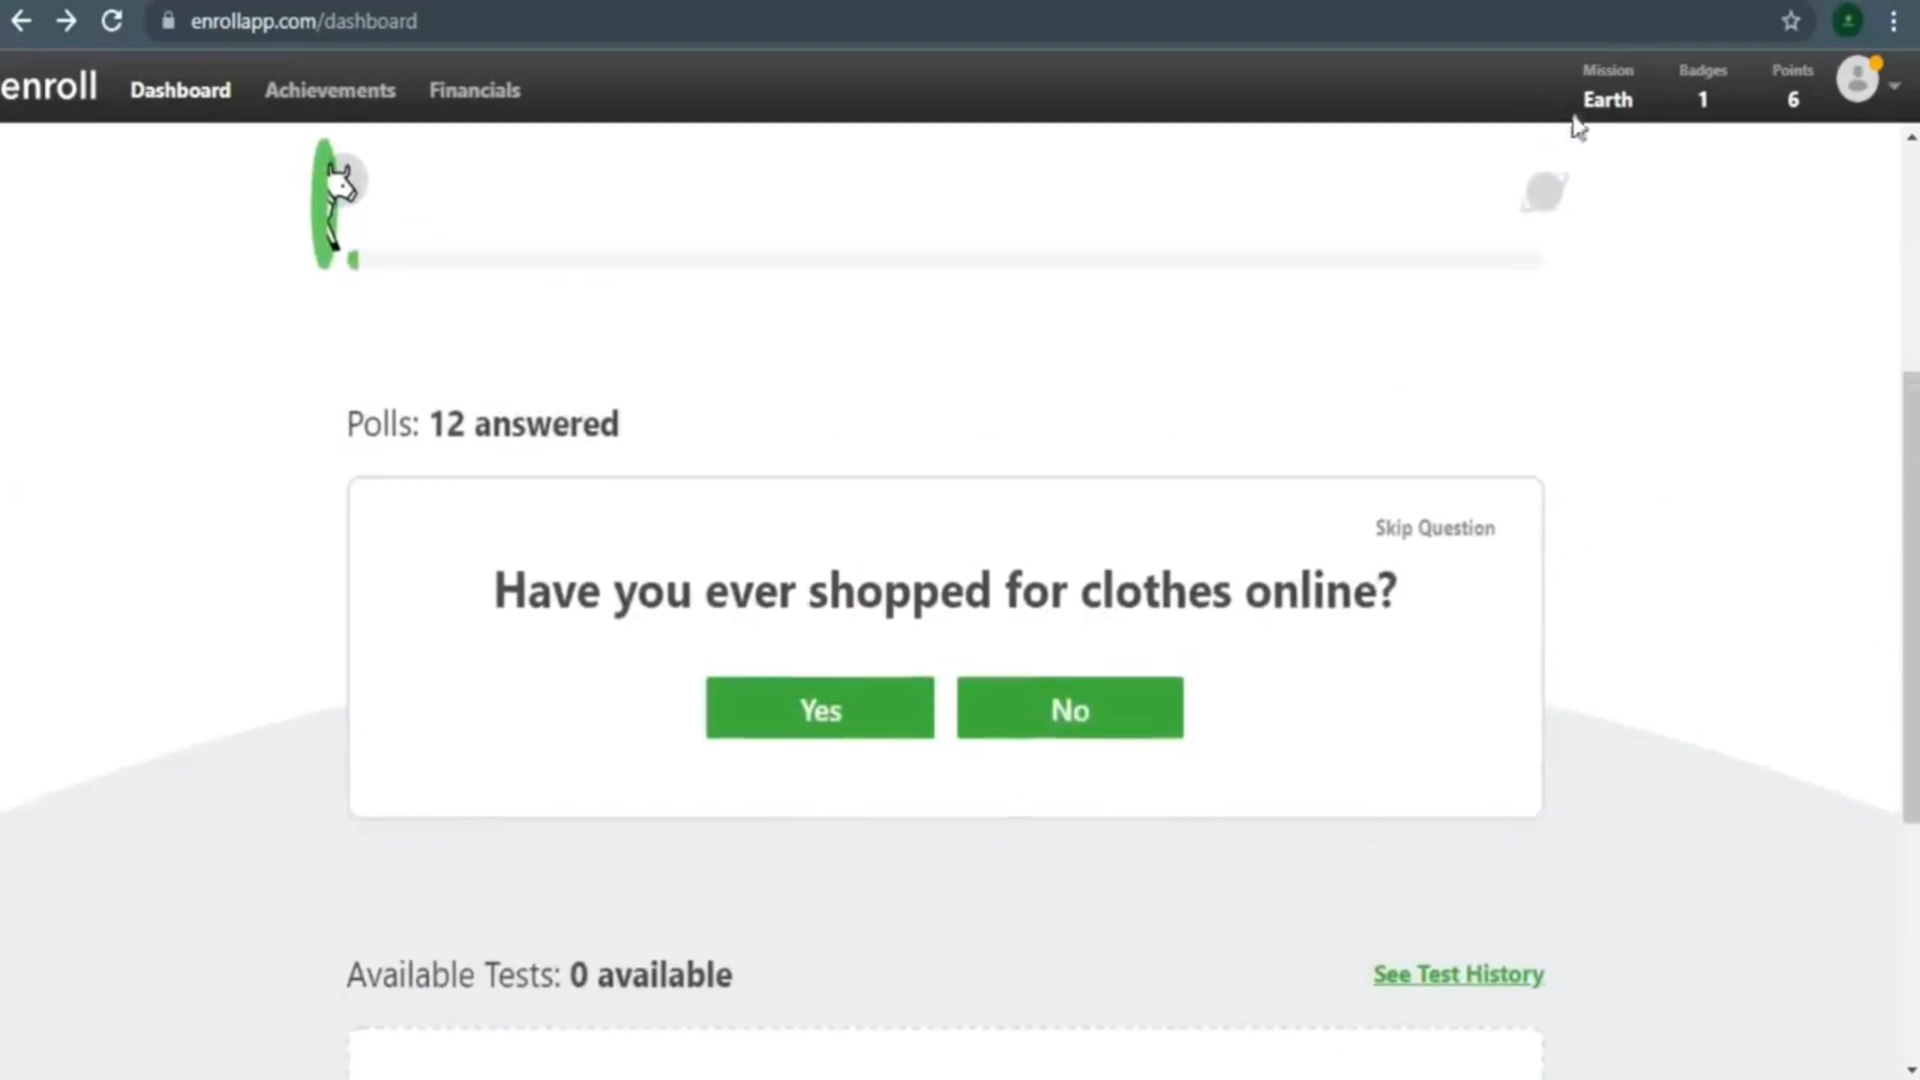 enrollapp.com/dashboard
enroll Dashboard Achievements Financials
Mission Badges Points
Earth 1 6
Polls: 12 answered
Skip Question
Have you ever shopped for clothes online?
Yes No
Available Tests: 0 available See Test History